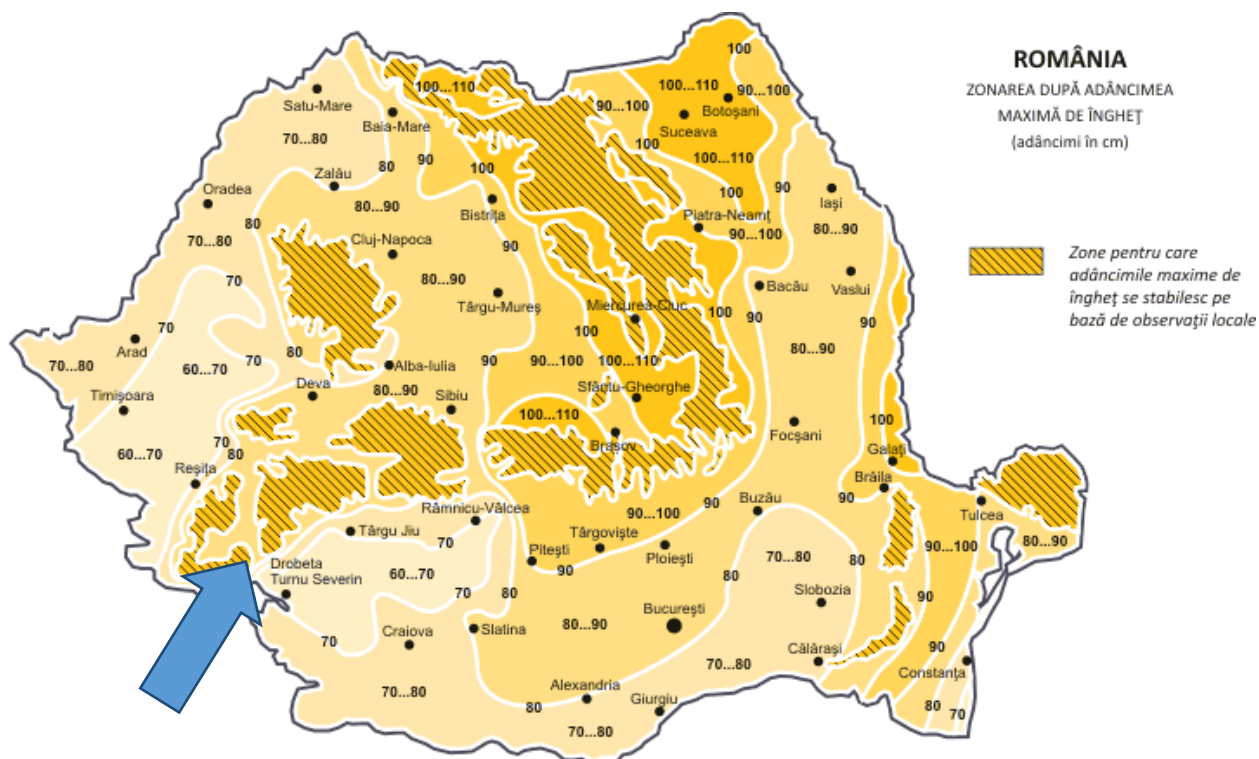 ROMÂNIA
ZONAREA DUPĂ ADÂNCIMEA
MAXIMĂ DE ÎNGHEŢ
(adâncimi în cm)
Zone pentru care
adâncimile maxime de
îngheţ se stabilesc pe
bază de observaţii locale
100
100...110
90...100
90...100
Satu-Mare
100...110
Botoşani
Baia-Mare
Suceava
70...80
100
80
90
100
100...110
Zalău
90
Oradea
80...90
100
Iaşi
Bistriţa
80
Piatra-Neamţ
80...90
70...80
Cluj-Napoca
90
90...100
70
80...90
Bacău
Vaslui
Târgu-Mureş
Miercurea-Ciuc
100
90
90
70
100
Arad
80
70
90
90...100
100...110
80...90
70...80
60...70
Alba-Iulia
Deva
80...90
Sibiu
Sfântu-Gheorghe
Timişoara
100...110
100
Focşani
70
Braşov
80
Galaţi
60...70
Reşiţa
Brăila
90
90
Buzău
Tulcea
Râmnicu-Vâlcea
90...100
Târgu Jiu
Târgovişte
70
90...100
80...90
Piteşti
Ploieşti
70...80
80
Drobeta
Turnu Severin
60...70
90
80
70
80
Slobozia
90
Bucureşti
70
Craiova
Slatina
80...90
90
Călăraşi
70...80
Constanţa
70...80
Alexandria
80
Giurgiu
80
70
70...80